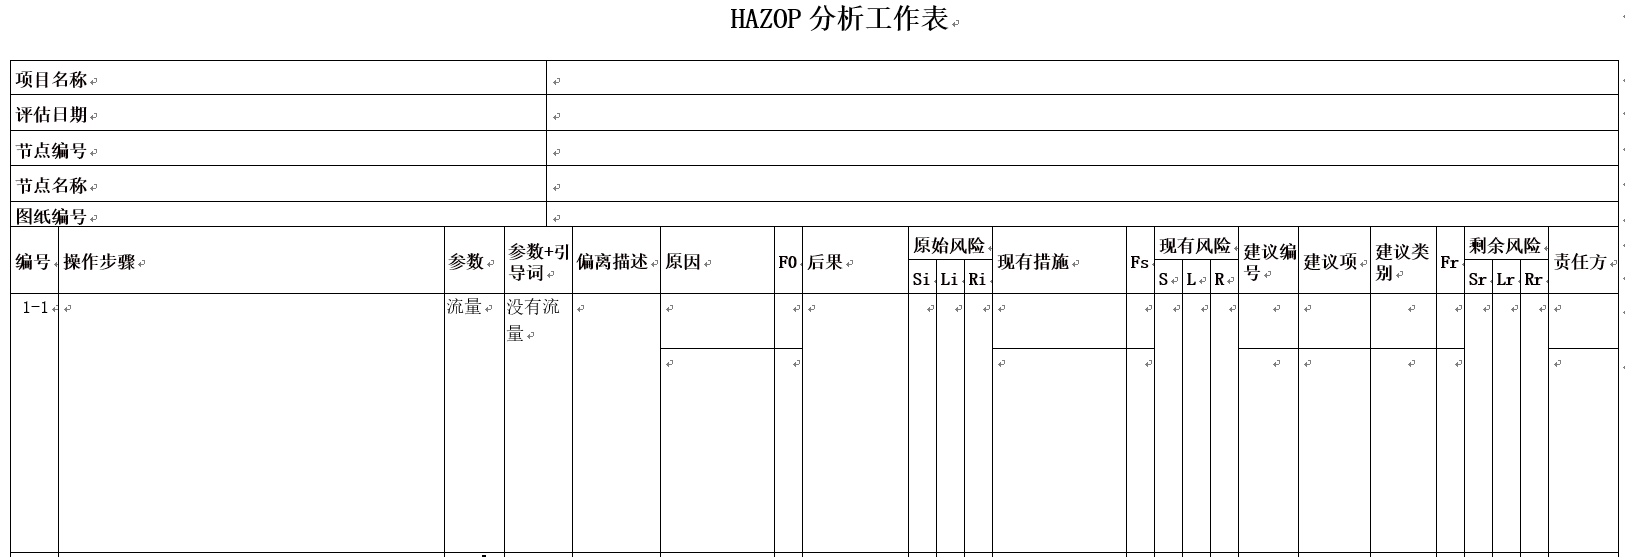 HAZOP 分析工作表
项目名称
评估日期
节点编号
节点名称
图纸编号
编号 操作步骤 参数 参数+引导词 偏离描述 原因 F0 后果 原始风险 现有措施 Fs 现有风险 建议编号 建议项 建议类别 Fr 剩余风险 责任方
Si Li Ri S L R Sr Lr Rr
1-1 流量 没有流量